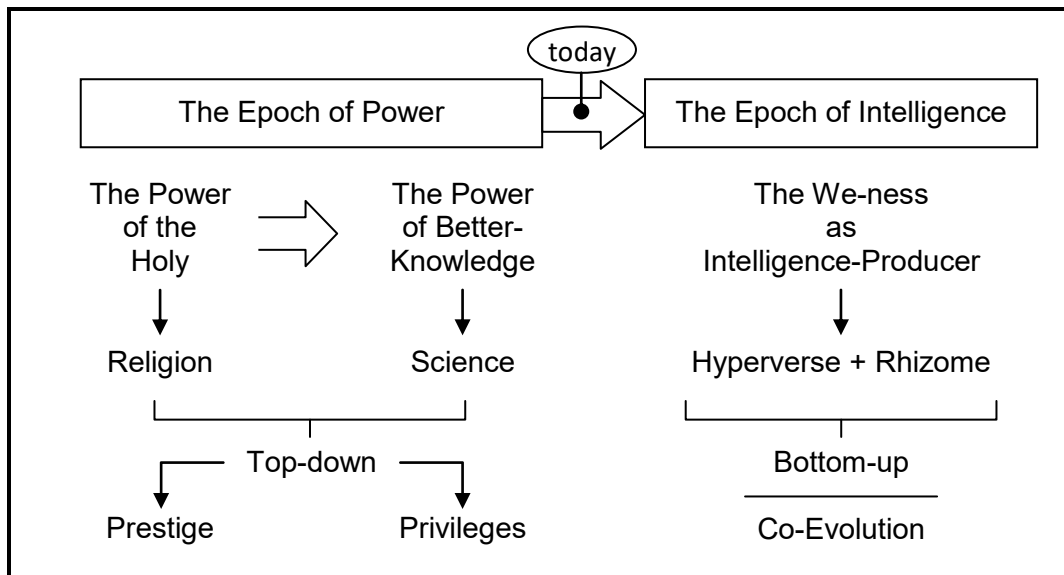 today
The Epoch of Power
The Epoch of Intelligence
The Power
of the
Holy
The Power
of Better-
Knowledge
The We-ness
as
Intelligence-Producer
Religion
Science
Hyperverse + Rhizome
Top-down
Bottom-up
Prestige
Privileges
Co-Evolution